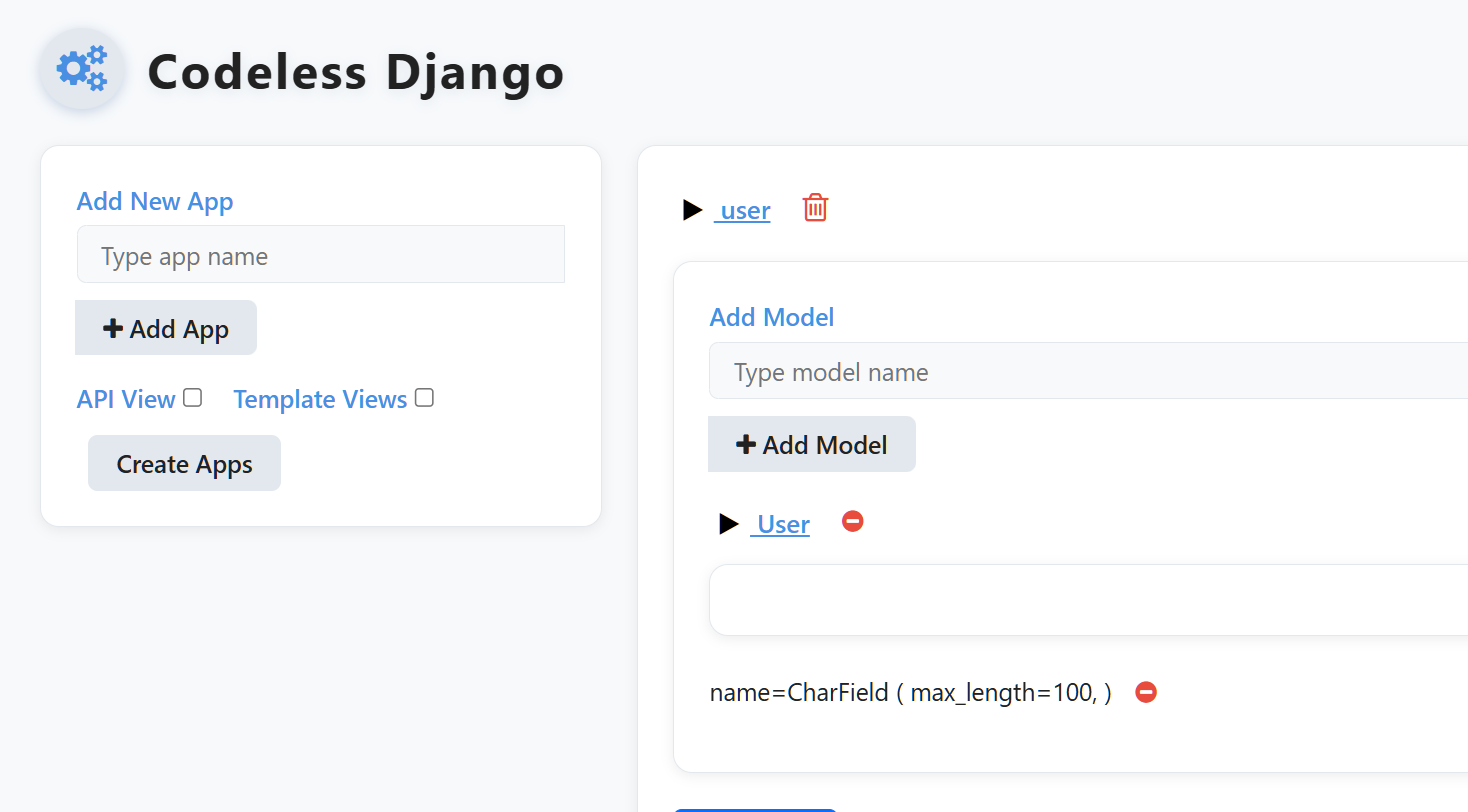 Codeless Django
Add New App
Type app name
Add App
API View Template Views
Create Apps
user
Add Model
Type model name
Add Model
User
name=CharField ( max_length=100, )